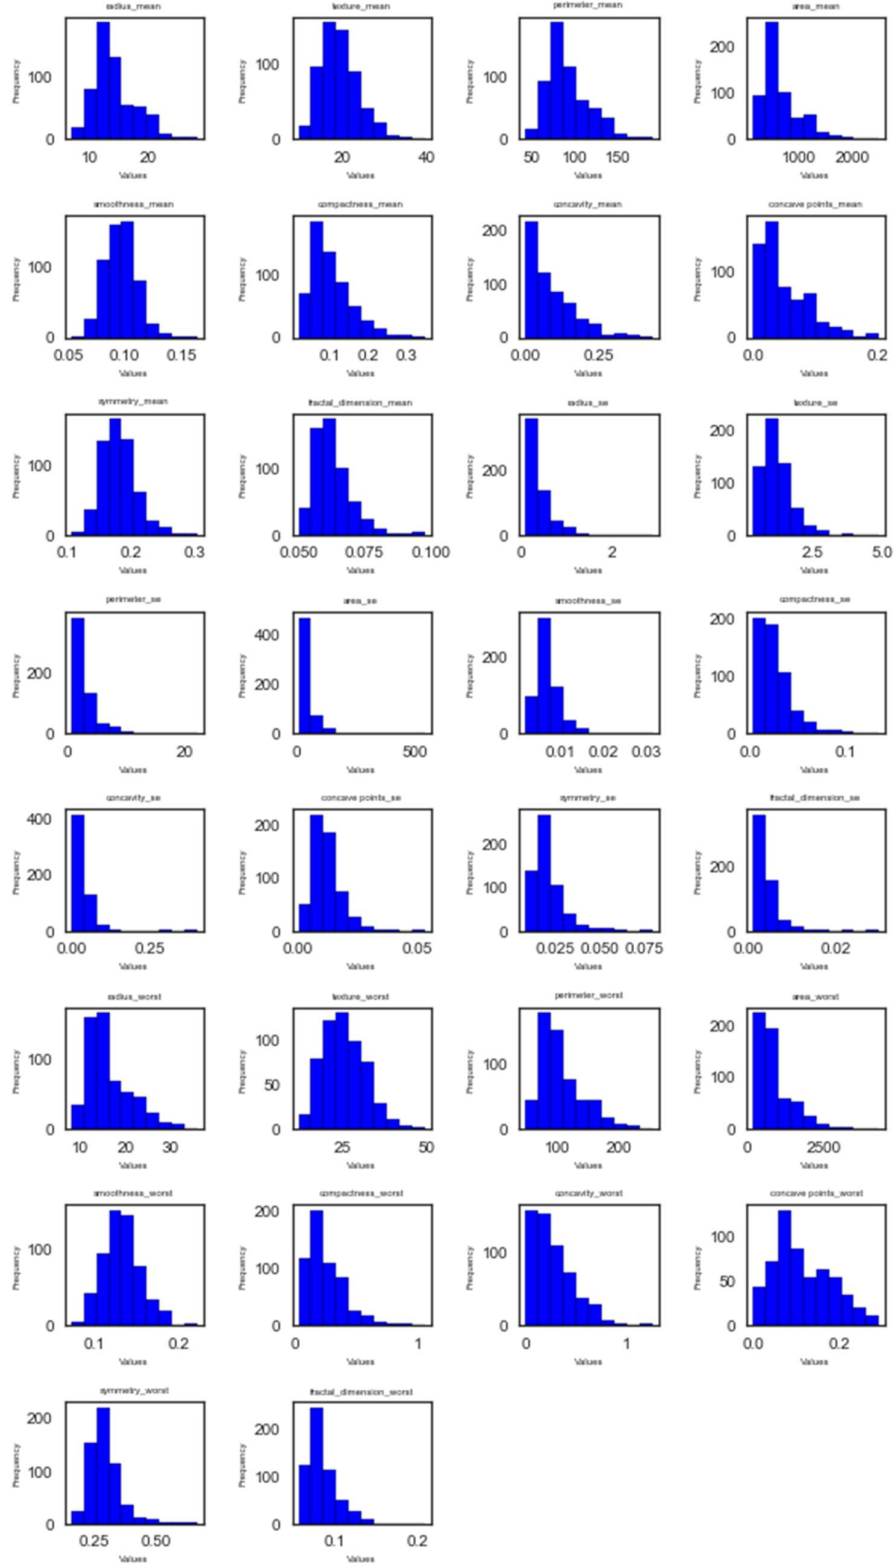 radius_mean texture_mean perimeter_mean area_mean
Frequency 100 0 Frequency 100 0 Frequency 100 0 Frequency 200 100 0
10 20 20 40 50 100 150 1000 2000
Values Values Values Values
smoothness_mean compactness_mean concavity_mean concave points_mean
Frequency 100 0 Frequency 100 0 Frequency 200 100 0 Frequency 100 0
0.05 0.10 0.15 0.1 0.2 0.3 0.00 0.25 0.0 0.2
Values Values Values Values
symmetry_mean fractal_dimension_mean radius_se texture_se
Frequency 100 0 Frequency 100 0 Frequency 200 0 Frequency 200 100 0
0.1 0.2 0.3 0.050 0.075 0.100 0 2 2.5 5.0
Values Values Values Values
perimeter_se area_se smoothness_se compactness_se
Frequency 200 0 Frequency 400 200 0 Frequency 200 0 Frequency 200 100 0
0 20 0 500 0.01 0.02 0.03 0.0 0.1
Values Values Values Values
concavity_se concave points_se symmetry_se fractal_dimension_se
Frequency 400 200 0 Frequency 200 100 0 Frequency 200 100 0 Frequency 200 0
0.00 0.25 0.00 0.05 0.025 0.050 0.075 0.00 0.02
Values Values Values Values
radius_worst texture_worst perimeter_worst area_worst
Frequency 100 0 Frequency 100 50 0 Frequency 100 0 Frequency 200 100 0
10 20 30 25 50 100 200 0 2500
Values Values Values Values
smoothness_worst compactness_worst concavity_worst concave points_worst
Frequency 100 0 Frequency 200 100 0 Frequency 100 0 Frequency 100 50 0
0.1 0.2 0 1 0 1 0.0 0.2
Values Values Values Values
symmetry_worst fractal_dimension_worst
Frequency 200 100 0 Frequency 200 100 0
0.25 0.50 0.1 0.2
Values Values